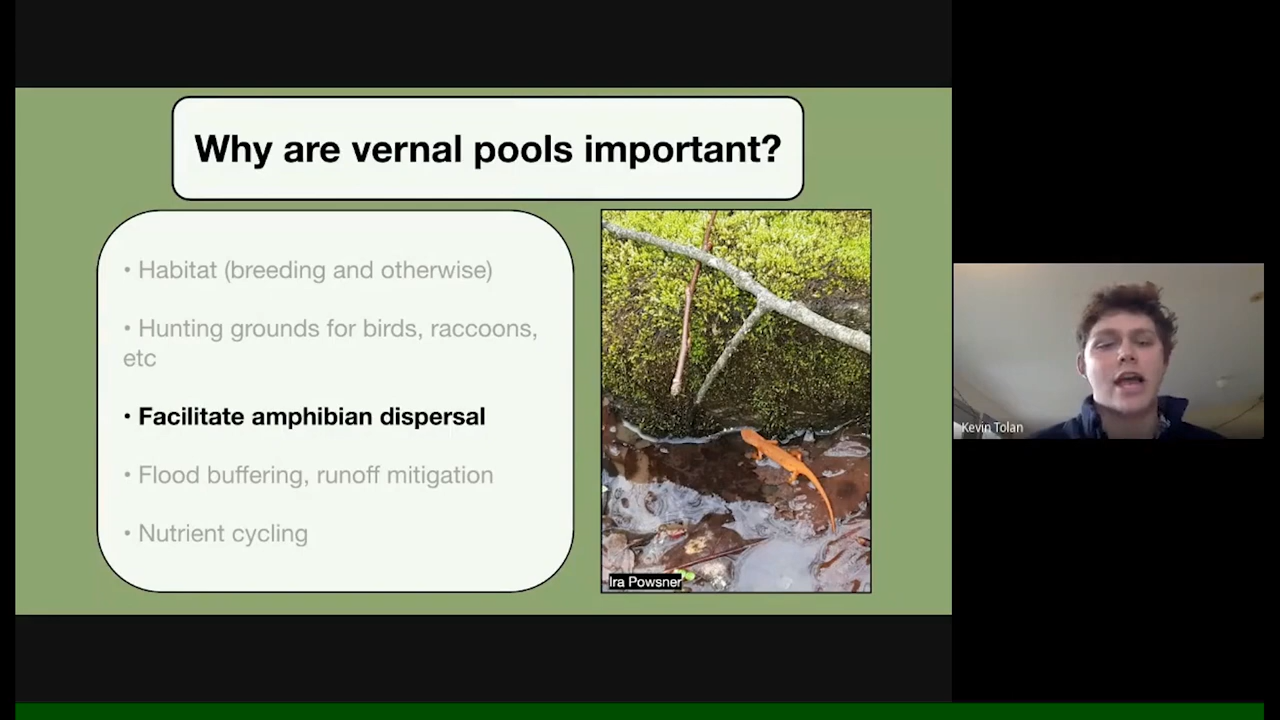 Why are vernal pools important?
• Habitat (breeding and otherwise)
• Hunting grounds for birds, raccoons,
etc
• Facilitate amphibian dispersal
• Flood buffering, runoff mitigation
• Nutrient cycling
Ira Powsner
Kevin Tolan